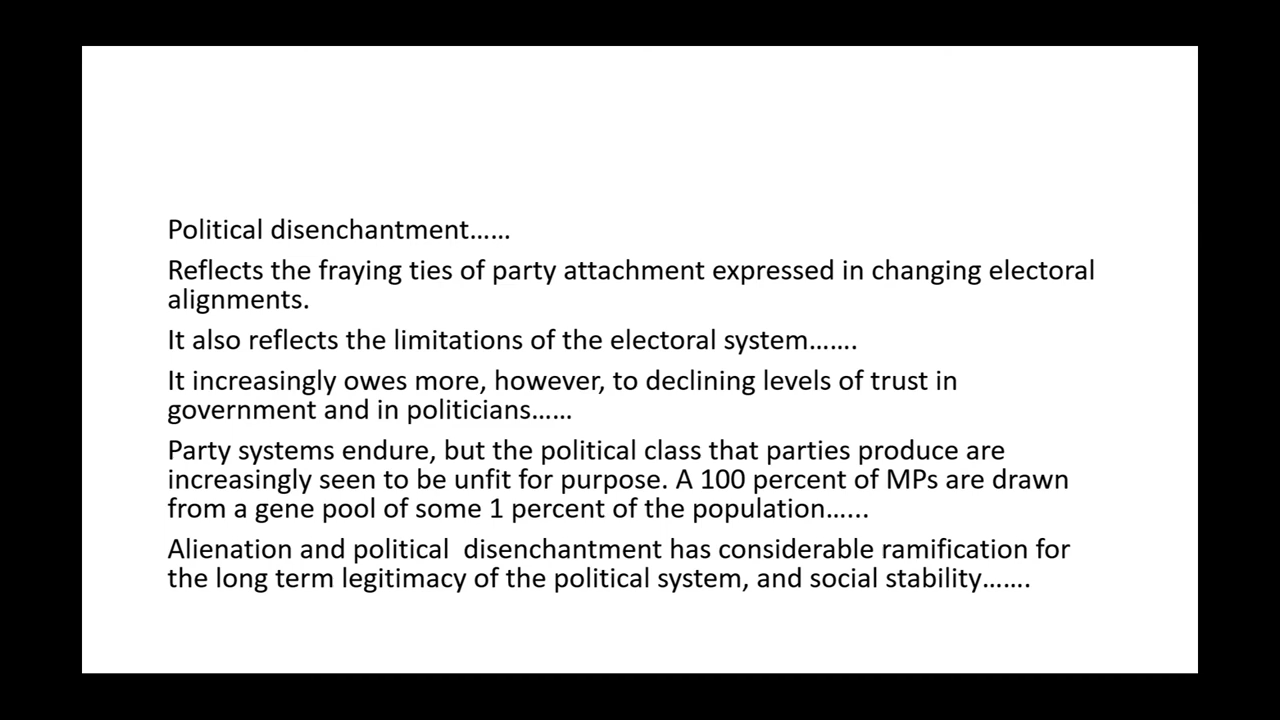 Political disenchantment……
Reflects the fraying ties of party attachment expressed in changing electoral
alignments.
It also reflects the limitations of the electoral system…….
It increasingly owes more, however, to declining levels of trust in
government and in politicians……
Party systems endure, but the political class that parties produce are
increasingly seen to be unfit for purpose. A 100 percent of MPs are drawn
from a gene pool of some 1 percent of the population…...
Alienation and political  disenchantment has considerable ramification for
the long term legitimacy of the political system, and social stability…….